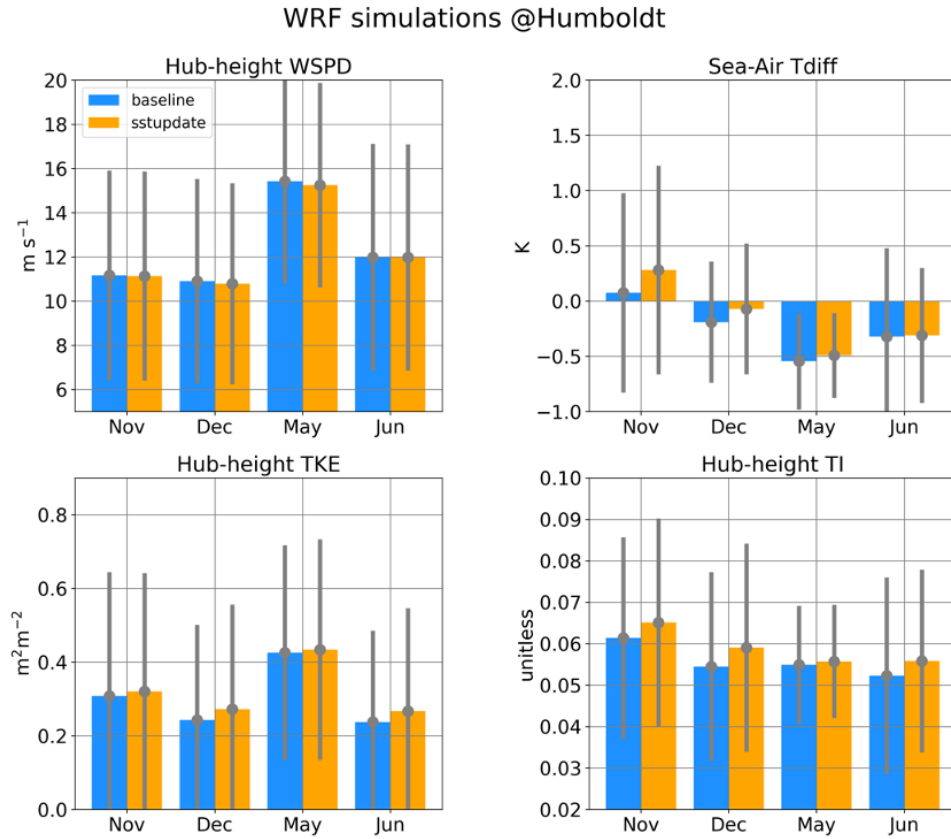 WRF simulations @Humboldt
Hub-height WSPD
20
18
16
14
12
10
8
6
m s⁻¹
baseline
sstupdate
Nov Dec May Jun
Sea-Air Tdiff
2.0
1.5
1.0
0.5
0.0
−0.5
−1.0
K
Nov Dec May Jun
Hub-height TKE
0.8
0.6
0.4
0.2
0.0
m²m⁻²
Nov Dec May Jun
Hub-height TI
0.10
0.09
0.08
0.07
0.06
0.05
0.04
0.03
0.02
unitless
Nov Dec May Jun